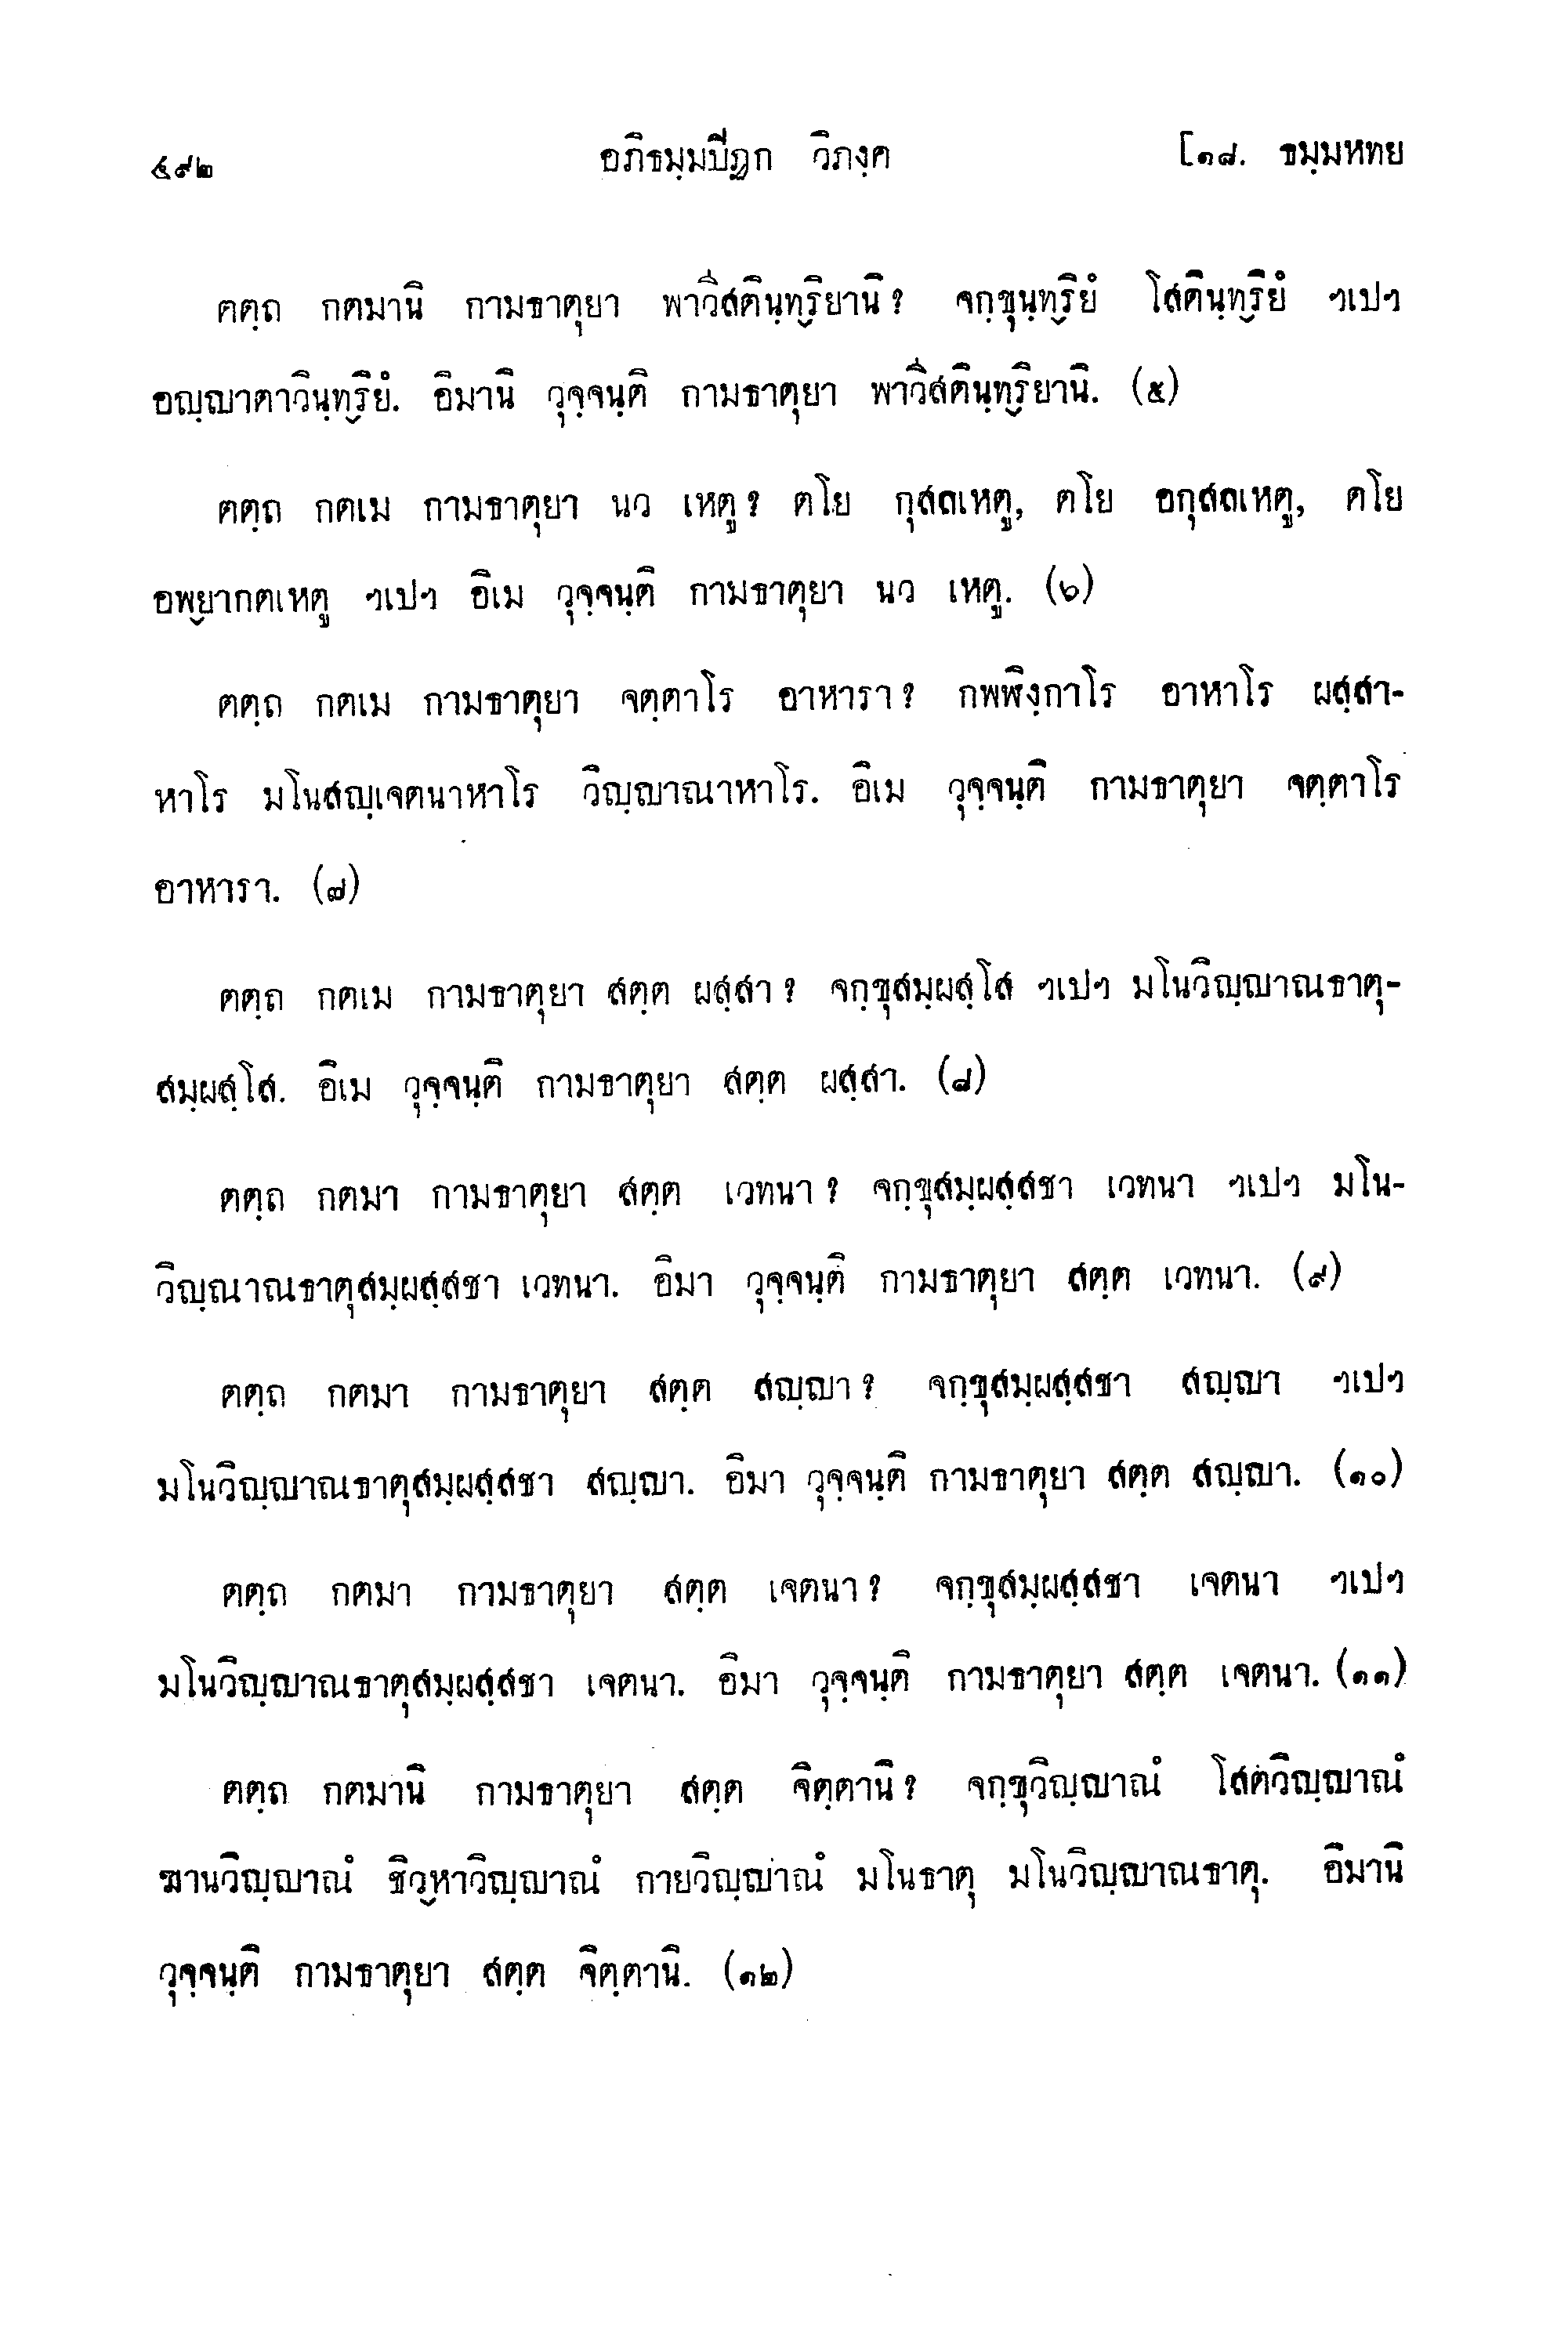 ๔๙๒ อภิธมฺมปีฏก วิภงฺค [๑๘. ธมฺมหทย
ตตฺถ กตมานิ กามธาตุยา พาวีสตินฺทฺริยานิ? จกฺขุนฺทฺริยํ โสตินฺทฺริยํ ฯเปฯ
อญฺญาตาวินฺทฺริยํ. อิมานิ วุจฺจนฺติ กามธาตุยา พาวีสตินฺทฺริยานิ. (๕)
ตตฺถ กตเม กามธาตุยา นว เหตู? ตโย กุสลเหตู, ตโย อกุสลเหตู, ตโย
อพฺยากตเหตู ฯเปฯ อิเม วุจฺจนฺติ กามธาตุยา นว เหตู. (๖)
ตตฺถ กตเม กามธาตุยา จตฺตาโร อาหารา? กพฬิงฺกาโร อาหาโร ผสฺสา-
หาโร มโนสญฺเจตนาหาโร วิญฺญาณาหาโร. อิเม วุจฺจนฺติ กามธาตุยา จตฺตาโร
อาหารา. (๗)
ตตฺถ กตเม กามธาตุยา สตฺต ผสฺสา? จกฺขุสมฺผสฺโส ฯเปฯ มโนวิญฺญาณธาตุ-
สมฺผสฺโส. อิเม วุจฺจนฺติ กามธาตุยา สตฺต ผสฺสา. (๘)
ตตฺถ กตมา กามธาตุยา สตฺต เวทนา? จกฺขุสมฺผสฺสชา เวทนา ฯเปฯ มโน-
วิญฺณาณธาตุสมฺผสฺสชา เวทนา. อิมา วุจฺจนฺติ กามธาตุยา สตฺต เวทนา. (๙)
ตตฺถ กตมา กามธาตุยา สตฺต สญฺญา? จกฺขุสมฺผสฺสชา สญฺญา ฯเปฯ
มโนวิญฺญาณธาตุสมฺผสฺสชา สญฺญา. อิมา วุจฺจนฺติ กามธาตุยา สตฺต สญฺญา. (๑๐)
ตตฺถ กตมา กามธาตุยา สตฺต เจตนา? จกฺขุสมฺผสฺสชา เจตนา ฯเปฯ
มโนวิญฺญาณธาตุสมฺผสฺสชา เจตนา. อิมา วุจฺจนฺติ กามธาตุยา สตฺต เจตนา. (๑๑)
ตตฺถ กตมานิ กามธาตุยา สตฺต จิตฺตานิ? จกฺขุวิญฺญาณํ โสตวิญฺญาณํ
ฆานวิญฺญาณํ ชิวฺหาวิญฺญาณํ กายวิญฺญาณํ มโนธาตุ มโนวิญฺญาณธาตุ. อิมานิ
วุจฺจนฺติ กามธาตุยา สตฺต จิตฺตานิ. (๑๒)